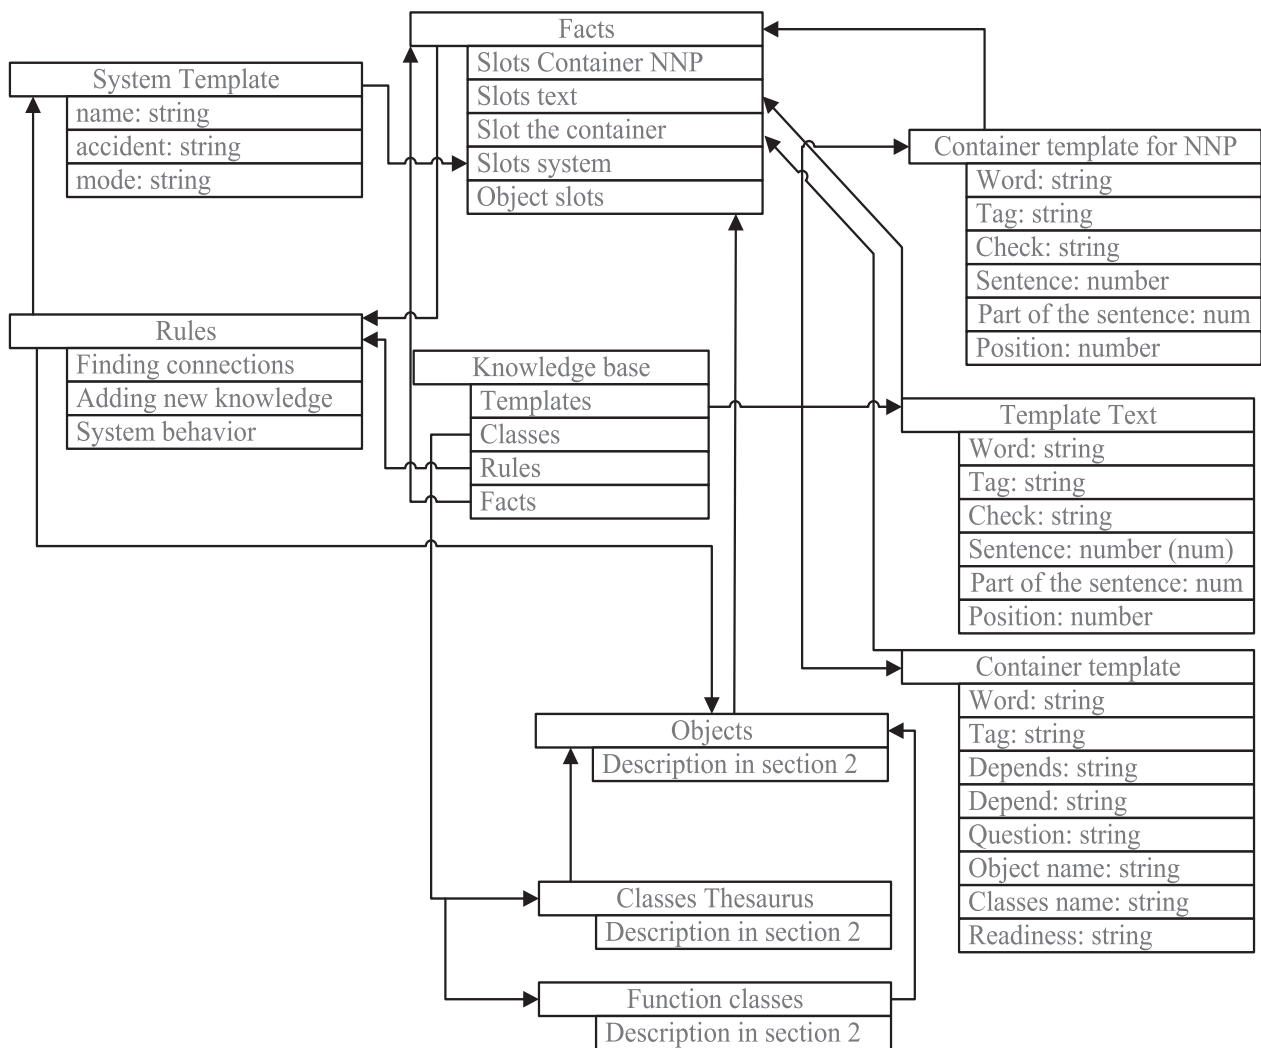 Facts
Slots Container NNP
Slots text
Slot the container
Slots system
Object slots
System Template
name: string
accident: string
mode: string
Container template for NNP
Word: string
Tag: string
Check: string
Sentence: number
Part of the sentence: num
Position: number
Rules
Finding connections
Adding new knowledge
System behavior
Knowledge base
Templates
Classes
Rules
Facts
Template Text
Word: string
Tag: string
Check: string
Sentence: number (num)
Part of the sentence: num
Position: number
Container template
Word: string
Tag: string
Depends: string
Depend: string
Question: string
Object name: string
Classes name: string
Readiness: string
Objects
Description in section 2
Classes Thesaurus
Description in section 2
Function classes
Description in section 2